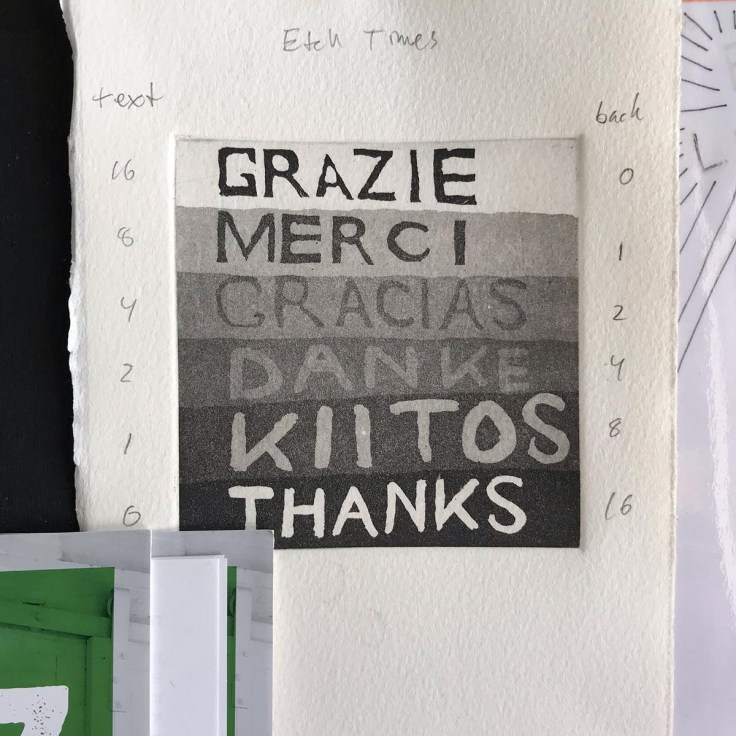 Etch Times
text back
16 GRAZIE 0
8 MERCI 1
4 GRACIAS 2
2 DANKE 4
1 KIITOS 8
0 THANKS 16